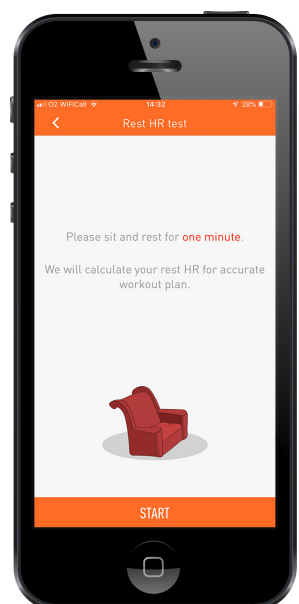 O2 WiFiCall 14:32 28%
Rest HR test
Please sit and rest for one minute.
We will calculate your rest HR for accurate
workout plan.
START